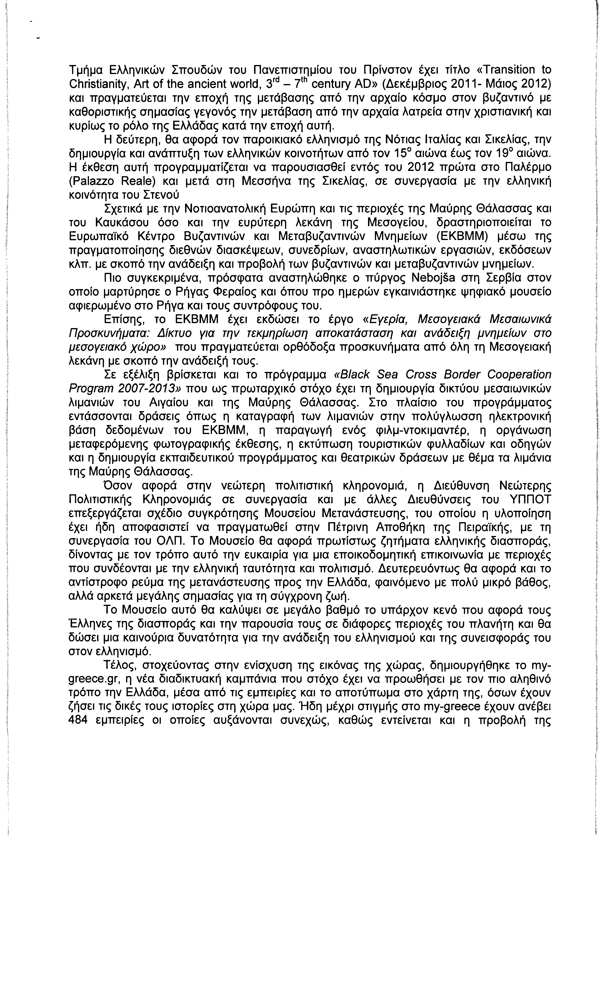 Τμήμα Ελληνικών Σπουδών του Πανεπιστημίου του Πρίνστον έχει τίτλο «Transition to
Christianity, Art of the ancient world, 3rd – 7th century AD» (Δεκέμβριος 2011- Μάιος 2012)
και πραγματεύεται την εποχή της μετάβασης από την αρχαίο κόσμο στον βυζαντινό με
καθοριστικής σημασίας γεγονός την μετάβαση από την αρχαία λατρεία στην χριστιανική και
κυρίως το ρόλο της Ελλάδας κατά την εποχή αυτή.
Η δεύτερη, θα αφορά τον παροικιακό ελληνισμό της Νότιας Ιταλίας και Σικελίας, την
δημιουργία και ανάπτυξη των ελληνικών κοινοτήτων από τον 15ο αιώνα έως τον 19ο αιώνα.
Η έκθεση αυτή προγραμματίζεται να παρουσιασθεί εντός του 2012 πρώτα στο Παλέρμο
(Palazzo Reale) και μετά στη Μεσσήνα της Σικελίας, σε συνεργασία με την ελληνική
κοινότητα του Στενού
Σχετικά με την Νοτιοανατολική Ευρώπη και τις περιοχές της Μαύρης Θάλασσας και
του Καυκάσου όσο και την ευρύτερη λεκάνη της Μεσογείου, δραστηριοποιείται το
Ευρωπαϊκό Κέντρο Βυζαντινών και Μεταβυζαντινών Μνημείων (ΕΚΒΜΜ) μέσω της
πραγματοποίησης διεθνών διασκέψεων, συνεδρίων, αναστηλωτικών εργασιών, εκδόσεων
κλπ. με σκοπό την ανάδειξη και προβολή των βυζαντινών και μεταβυζαντινών μνημείων.
Πιο συγκεκριμένα, πρόσφατα αναστηλώθηκε ο πύργος Nebojša στη Σερβία στον
οποίο μαρτύρησε ο Ρήγας Φεραίος και όπου προ ημερών εγκαινιάστηκε ψηφιακό μουσείο
αφιερωμένο στο Ρήγα και τους συντρόφους του.
Επίσης, το ΕΚΒΜΜ έχει εκδώσει το έργο «Εγερία, Μεσογειακά Μεσαιωνικά
Προσκυνήματα: Δίκτυο για την τεκμηρίωση αποκατάσταση και ανάδειξη μνημείων στο
μεσογειακό χώρο» που πραγματεύεται ορθόδοξα προσκυνήματα από όλη τη Μεσογειακή
λεκάνη με σκοπό την ανάδειξή τους.
Σε εξέλιξη βρίσκεται και το πρόγραμμα «Black Sea Cross Border Cooperation
Program 2007-2013» που ως πρωταρχικό στόχο έχει τη δημιουργία δικτύου μεσαιωνικών
λιμανιών του Αιγαίου και της Μαύρης Θάλασσας. Στο πλαίσιο του προγράμματος
εντάσσονται δράσεις όπως η καταγραφή των λιμανιών στην πολύγλωσση ηλεκτρονική
βάση δεδομένων του ΕΚΒΜΜ, η παραγωγή ενός φιλμ-ντοκιμαντέρ, η οργάνωση
μεταφερόμενης φωτογραφικής έκθεσης, η εκτύπωση τουριστικών φυλλαδίων και οδηγών
και η δημιουργία εκπαιδευτικού προγράμματος και θεατρικών δράσεων με θέμα τα λιμάνια
της Μαύρης Θάλασσας.
Όσον αφορά στην νεώτερη πολιτιστική κληρονομιά, η Διεύθυνση Νεώτερης
Πολιτιστικής Κληρονομιάς σε συνεργασία και με άλλες Διευθύνσεις του ΥΠΠΟΤ
επεξεργάζεται σχέδιο συγκρότησης Μουσείου Μετανάστευσης, του οποίου η υλοποίηση
έχει ήδη αποφασιστεί να πραγματωθεί στην Πέτρινη Αποθήκη της Πειραϊκής, με τη
συνεργασία του ΟΛΠ. Το Μουσείο θα αφορά πρωτίστως ζητήματα ελληνικής διασποράς,
δίνοντας με τον τρόπο αυτό την ευκαιρία για μια εποικοδομητική επικοινωνία με περιοχές
που συνδέονται με την ελληνική ταυτότητα και πολιτισμό. Δευτερευόντως θα αφορά και το
αντίστροφο ρεύμα της μετανάστευσης προς την Ελλάδα, φαινόμενο με πολύ μικρό βάθος,
αλλά αρκετά μεγάλης σημασίας για τη σύγχρονη ζωή.
Το Μουσείο αυτό θα καλύψει σε μεγάλο βαθμό το υπάρχον κενό που αφορά τους
Έλληνες της διασποράς και την παρουσία τους σε διάφορες περιοχές του πλανήτη και θα
δώσει μια καινούρια δυνατότητα για την ανάδειξη του ελληνισμού και της συνεισφοράς του
στον ελληνισμό.
Τέλος, στοχεύοντας στην ενίσχυση της εικόνας της χώρας, δημιουργήθηκε το my-
greece.gr, η νέα διαδικτυακή καμπάνια που στόχο έχει να προωθήσει με τον πιο αληθινό
τρόπο την Ελλάδα, μέσα από τις εμπειρίες και το αποτύπωμα στο χάρτη της, όσων έχουν
ζήσει τις δικές τους ιστορίες στη χώρα μας. Ήδη μέχρι στιγμής στο my-greece έχουν ανέβει
484 εμπειρίες οι οποίες αυξάνονται συνεχώς, καθώς εντείνεται και η προβολή της